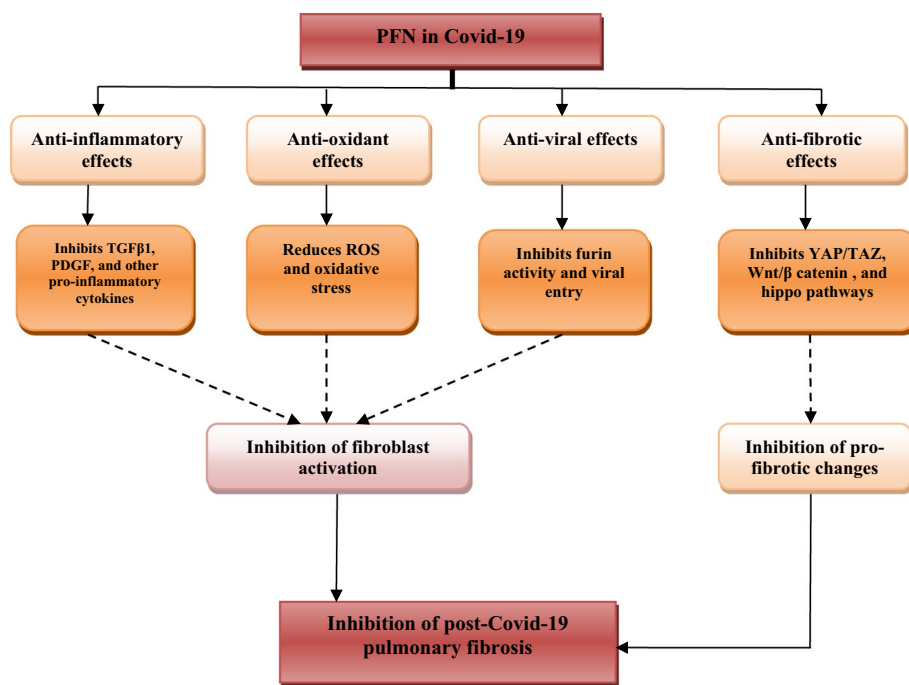 PFN in Covid-19
Anti-inflammatory
effects
Anti-oxidant
effects
Anti-viral effects
Anti-fibrotic
effects
Inhibits TGFβ1,
PDGF, and other
pro-inflammatory
cytokines
Reduces ROS
and oxidative
stress
Inhibits furin
activity and viral
entry
Inhibits YAP/TAZ,
Wnt/β catenin , and
hippo pathways
Inhibition of fibroblast
activation
Inhibition of pro-
fibrotic changes
Inhibition of post-Covid-19
pulmonary fibrosis